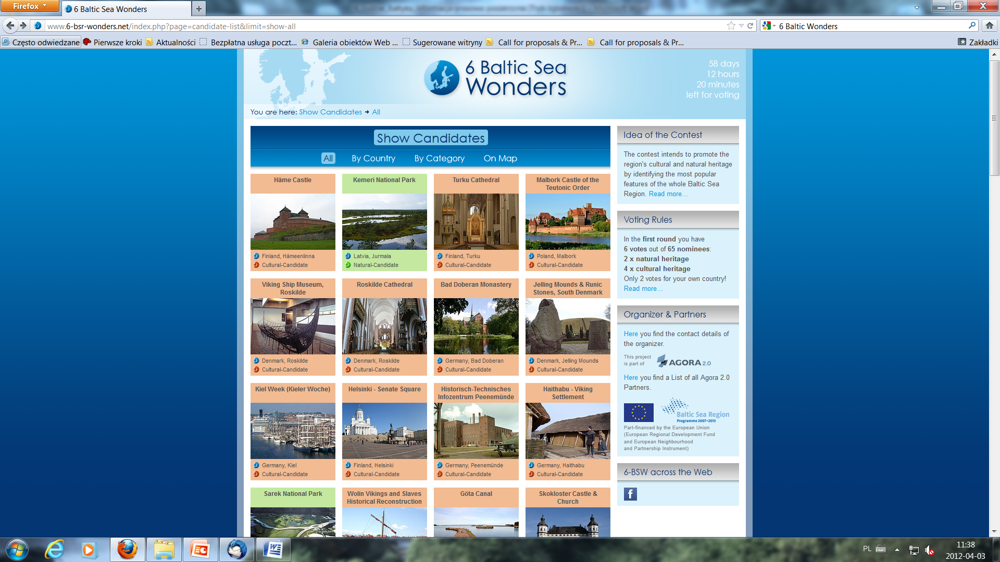 Firefox
6 Baltic Sea Wonders
www.6-bsr-wonders.net/index.php?page=candidate-list&limit=show-all
6 Baltic Wonders
Często odwiedzane
Pierwsze kroki
Aktualności
Bezpłatna usługa poczt...
Galeria obiektów Web ...
Sugerowane witryny
Call for proposals & Pr...
Call for proposals & Pr...
Zakładki
6 Baltic Sea
Wonders
58 days
12 hours
20 minutes
left for voting
You are here: Show Candidates All
Show Candidates
All By Country By Category On Map
Häme Castle
Finland, Hämeenlinna
Cultural-Candidate
Kemeri National Park
Latvia, Jurmala
Natural-Candidate
Turku Cathedral
Finland, Turku
Cultural-Candidate
Malbork Castle of the
Teutonic Order
Poland, Malbork
Cultural-Candidate
Viking Ship Museum,
Roskilde
Denmark, Roskilde
Cultural-Candidate
Roskilde Cathedral
Denmark, Roskilde
Cultural-Candidate
Bad Doberan Monastery
Germany, Bad Doberan
Cultural-Candidate
Jelling Mounds & Runic
Stones, South Denmark
Denmark, Jelling Mounds
Cultural-Candidate
Kiel Week (Kieler Woche)
Germany, Kiel
Cultural-Candidate
Helsinki - Senate Square
Finland, Helsinki
Cultural-Candidate
Historisch-Technisches
Infozentrum Peenemünde
Germany, Peenemünde
Cultural-Candidate
Haithabu - Viking
Settlement
Germany, Haithabu
Cultural-Candidate
Sarek National Park
Wolin Vikings and Slaves
Historical Reconstruction
Göta Canal
Skokloster Castle &
Church
Idea of the Contest
The contest intends to promote the
region's cultural and natural heritage
by identifying the most popular
features of the whole Baltic Sea
Region. Read more...
Voting Rules
In the first round you have
6 votes out of 65 nominees:
2 x natural heritage
4 x cultural heritage
Only 2 votes for your own country!
Read more...
Organizer & Partners
Here you find the contact details of
the organizer.
This project
is part of
AGORA 2.0
Here you find a List of all Agora 2.0
Partners.
Baltic Sea Region
Programme 2007-2013
Part-financed by the European Union
(European Regional Development Fund
and European Neighbourhood
and Partnership Instrument)
6-BSW across the Web
f
PL
11:38
2012-04-03